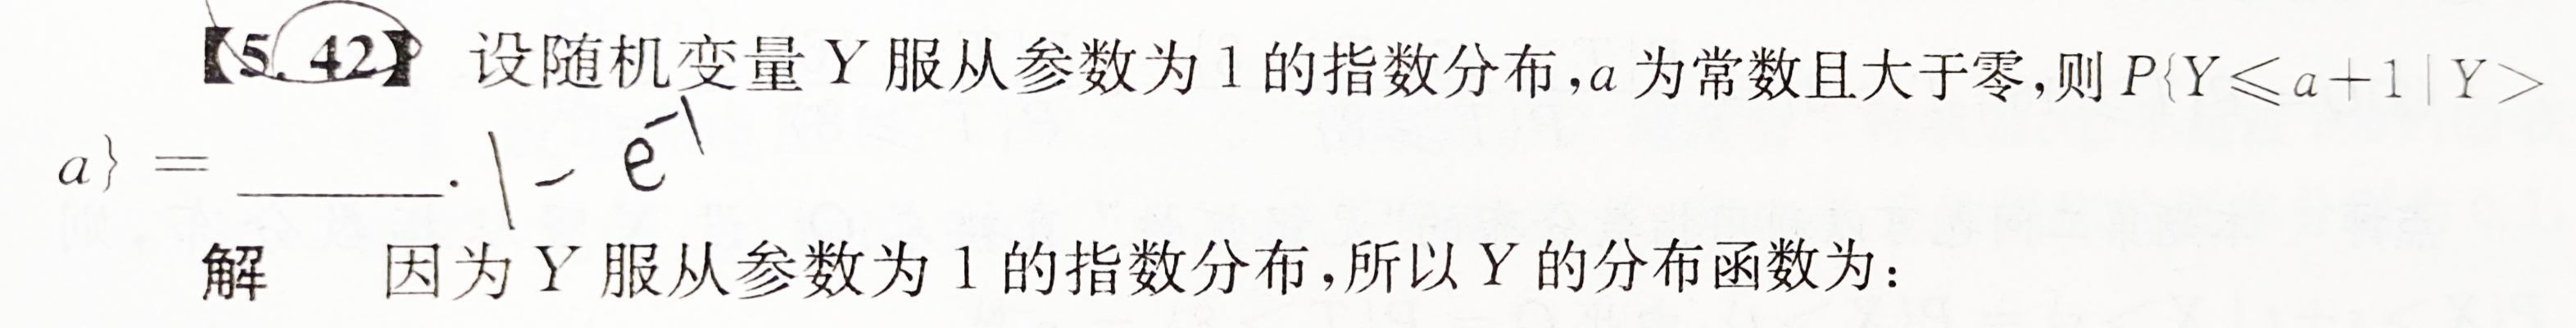 【5.42】 设随机变量 Y 服从参数为 1 的指数分布,a 为常数且大于零,则 P{Y≤a+1|Y>
a} = ______. 1 - e⁻¹
解 因为 Y 服从参数为 1 的指数分布,所以 Y 的分布函数为: